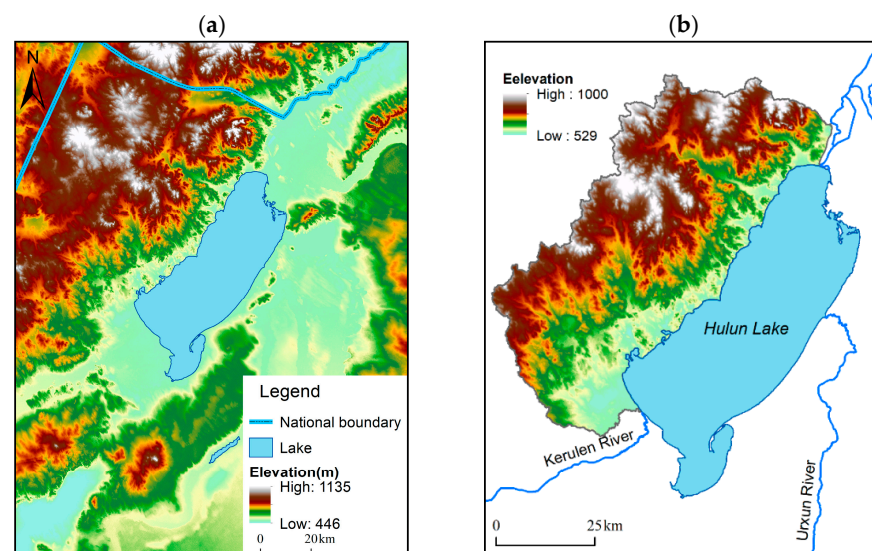 (a)
N
Legend
National boundary
Lake
Elevation(m)
High: 1135
Low: 446
0 20km
(b)
Eelevation
High : 1000
Low : 529
Hulun Lake
Kerulen River
Urxun River
0 25km